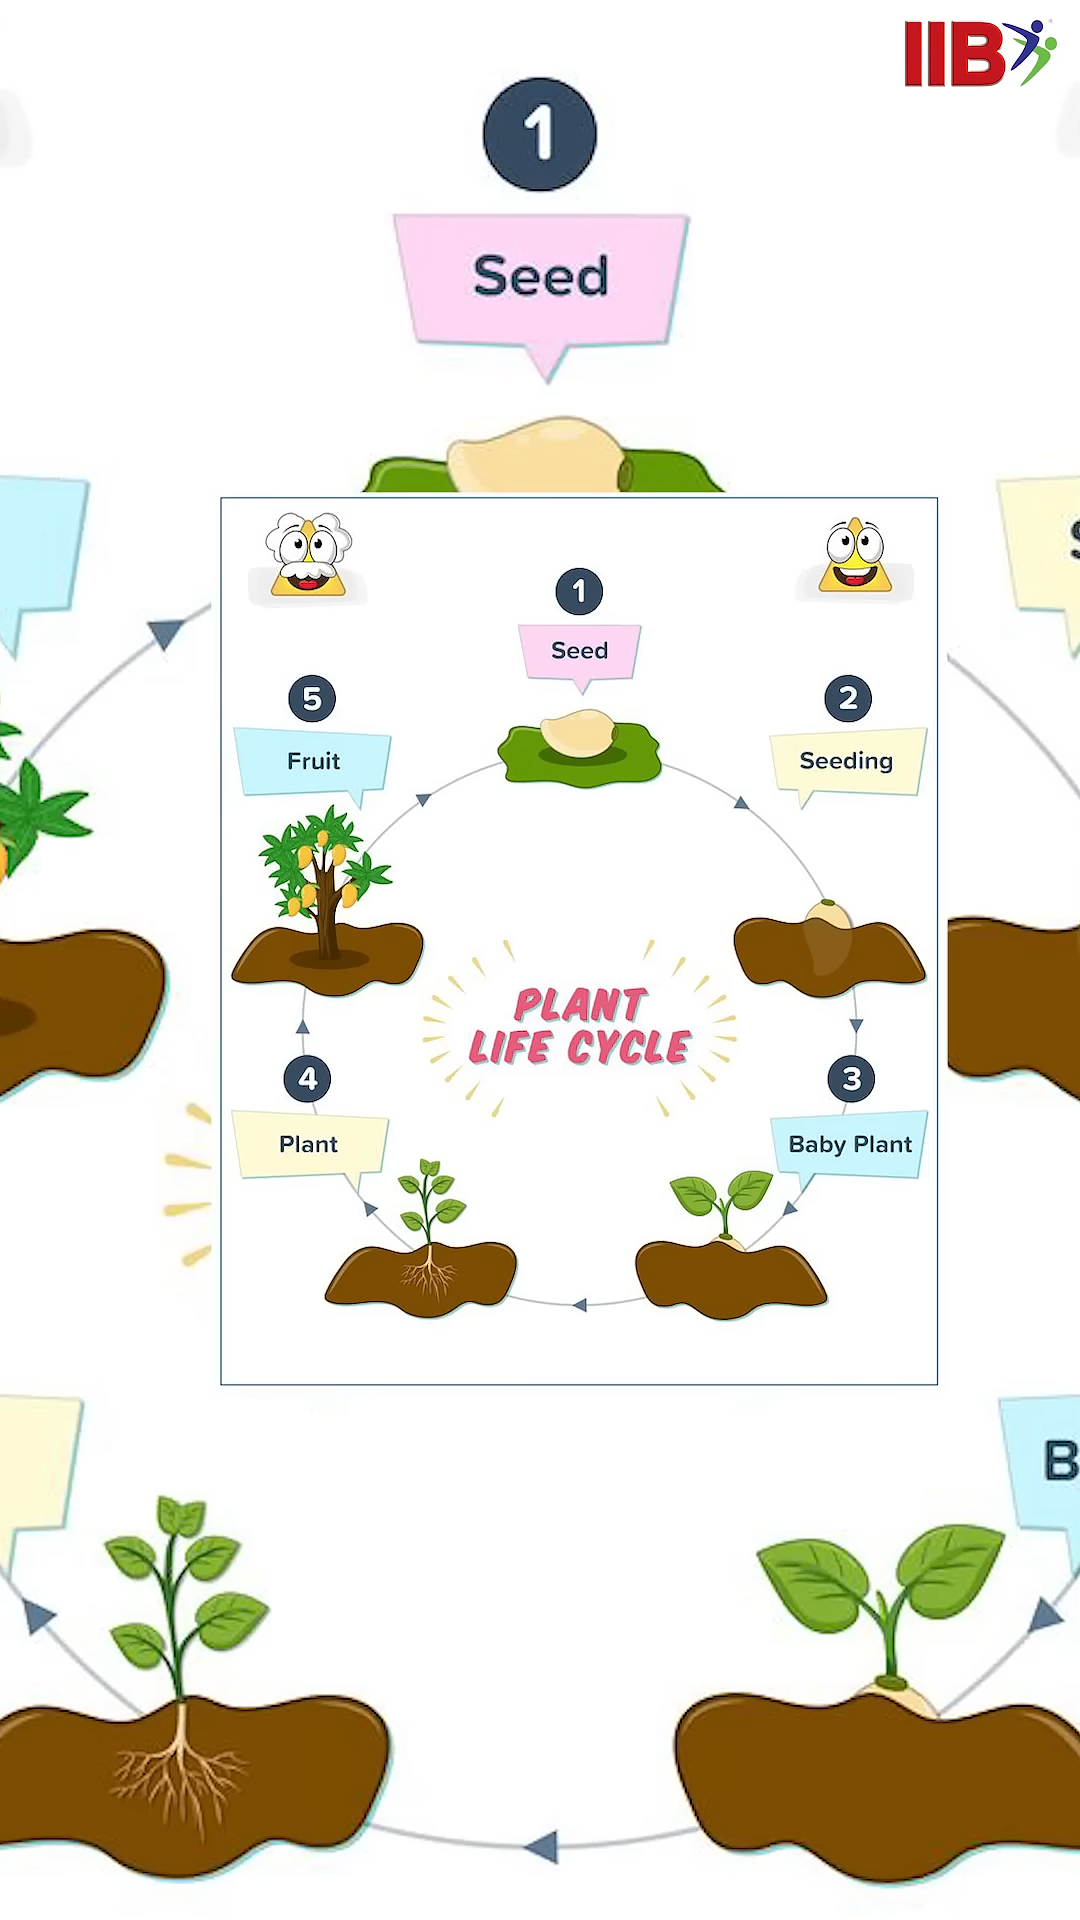 IIB
1
Seed
1
Seed
5
2
Fruit
Seeding
PLANT
LIFE CYCLE
4
3
Plant
Baby Plant